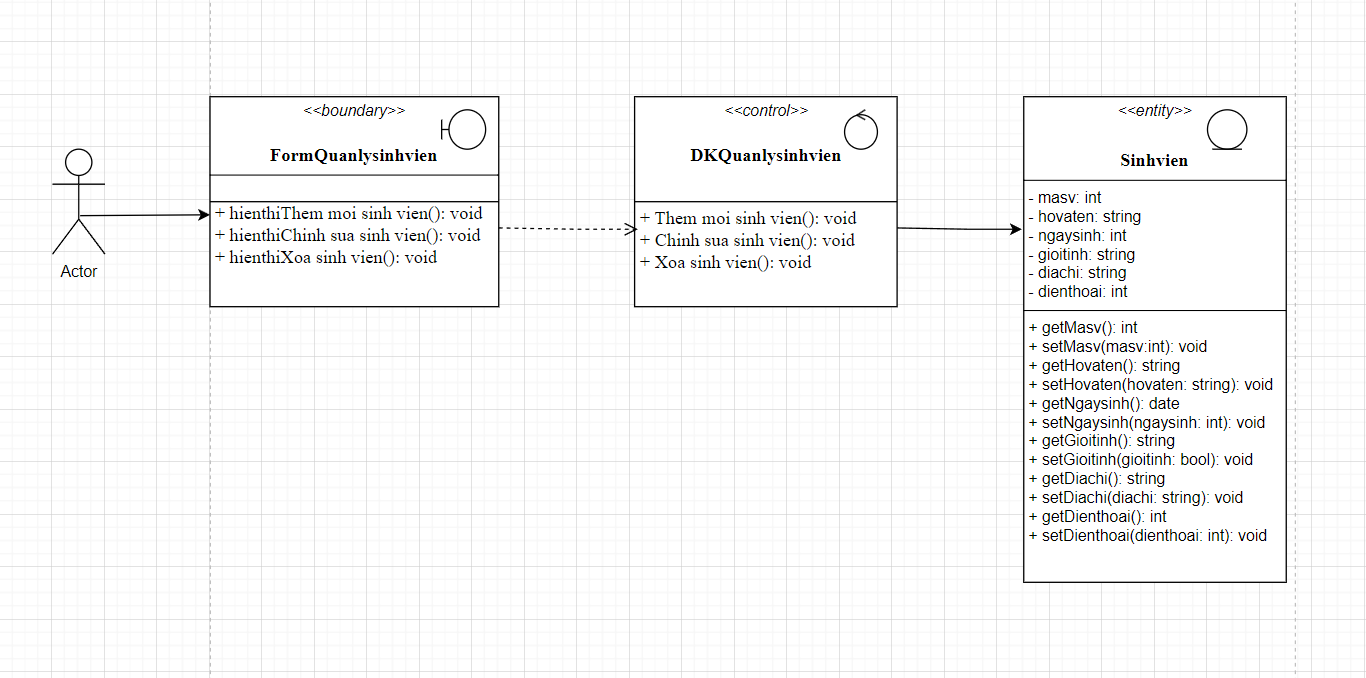 Actor
<<boundary>>
FormQuanlysinhvien
+ hienthiThem moi sinh vien(): void
+ hienthiChinh sua sinh vien(): void
+ hienthiXoa sinh vien(): void
<<control>>
DKQuanlysinhvien
+ Them moi sinh vien(): void
+ Chinh sua sinh vien(): void
+ Xoa sinh vien(): void
<<entity>>
Sinhvien
- masv: int
- hovaten: string
- ngaysinh: int
- gioitinh: string
- diachi: string
- dienthoai: int
+ getMasv(): int
+ setMasv(masv:int): void
+ getHovaten(): string
+ setHovaten(hovaten: string): void
+ getNgaysinh(): date
+ setNgaysinh(ngaysinh: int): void
+ getGioitinh(): string
+ setGioitinh(gioitinh: bool): void
+ getDiachi(): string
+ setDiachi(diachi: string): void
+ getDienthoai(): int
+ setDienthoai(dienthoai: int): void